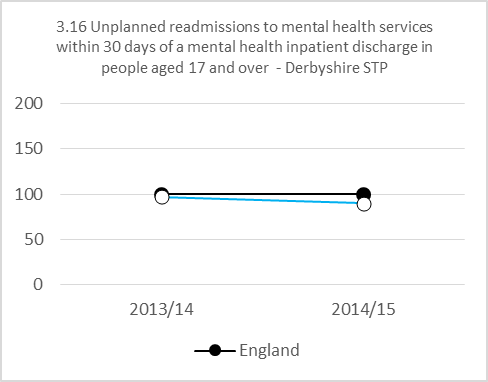 3.16 Unplanned readmissions to mental health services
within 30 days of a mental health inpatient discharge in
people aged 17 and over - Derbyshire STP
200
150
100
50
0
2013/14 2014/15
England